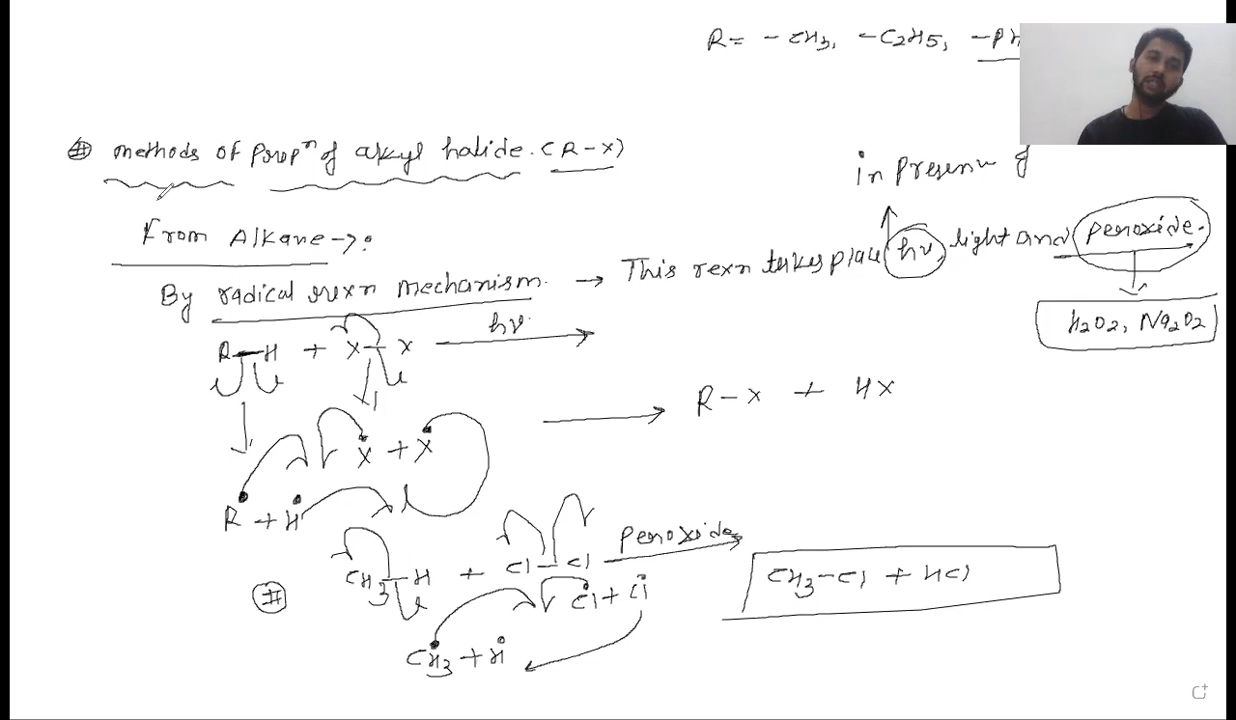 R= -CH3, -C2H5, -PH
# methods of Prepn of alkyl halide. (R-X)
in presence of
From Alkane →:
By radical rexn mechanism. → This rexn takes place hν, light and peroxide.
H2O2, Na2O2
R-H + X-X hν
R-X + HX
X + X
R + H
# CH3-H + Cl-Cl Peroxide
CH3-Cl + HCl
Cl + Cl
CH3 + H